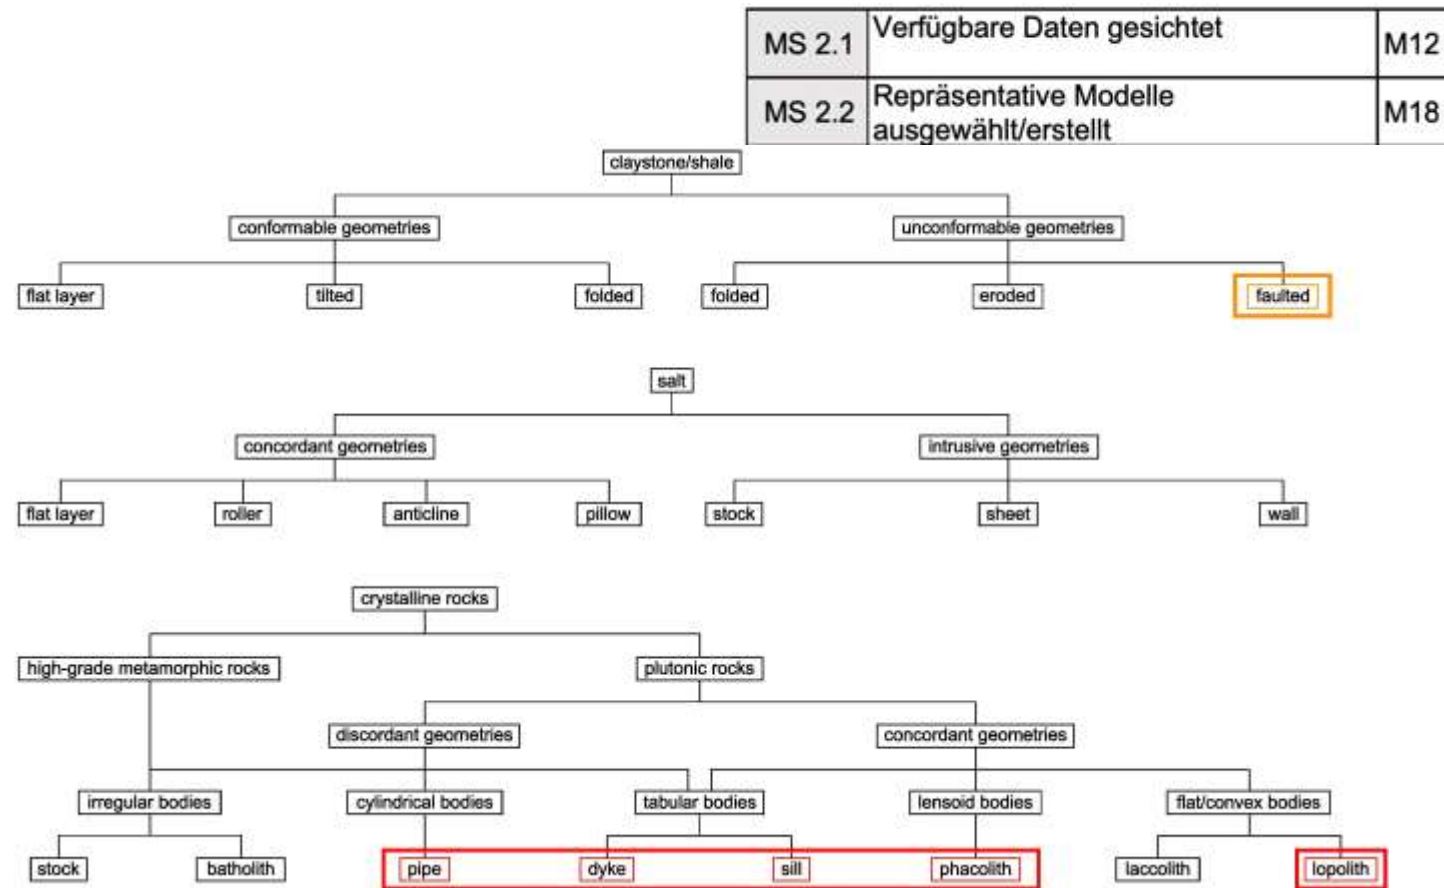 MS 2.1 Verfügbare Daten gesichtet M12
MS 2.2 Repräsentative Modelle ausgewählt/erstellt M18
claystone/shale
conformable geometries unconformable geometries
flat layer tilted folded folded eroded faulted
salt
concordant geometries intrusive geometries
flat layer roller anticline pillow stock sheet wall
crystalline rocks
high-grade metamorphic rocks plutonic rocks
discordant geometries concordant geometries
irregular bodies cylindrical bodies tabular bodies lensoid bodies flat/convex bodies
stock batholith pipe dyke sill phacolith laccolith lopolith